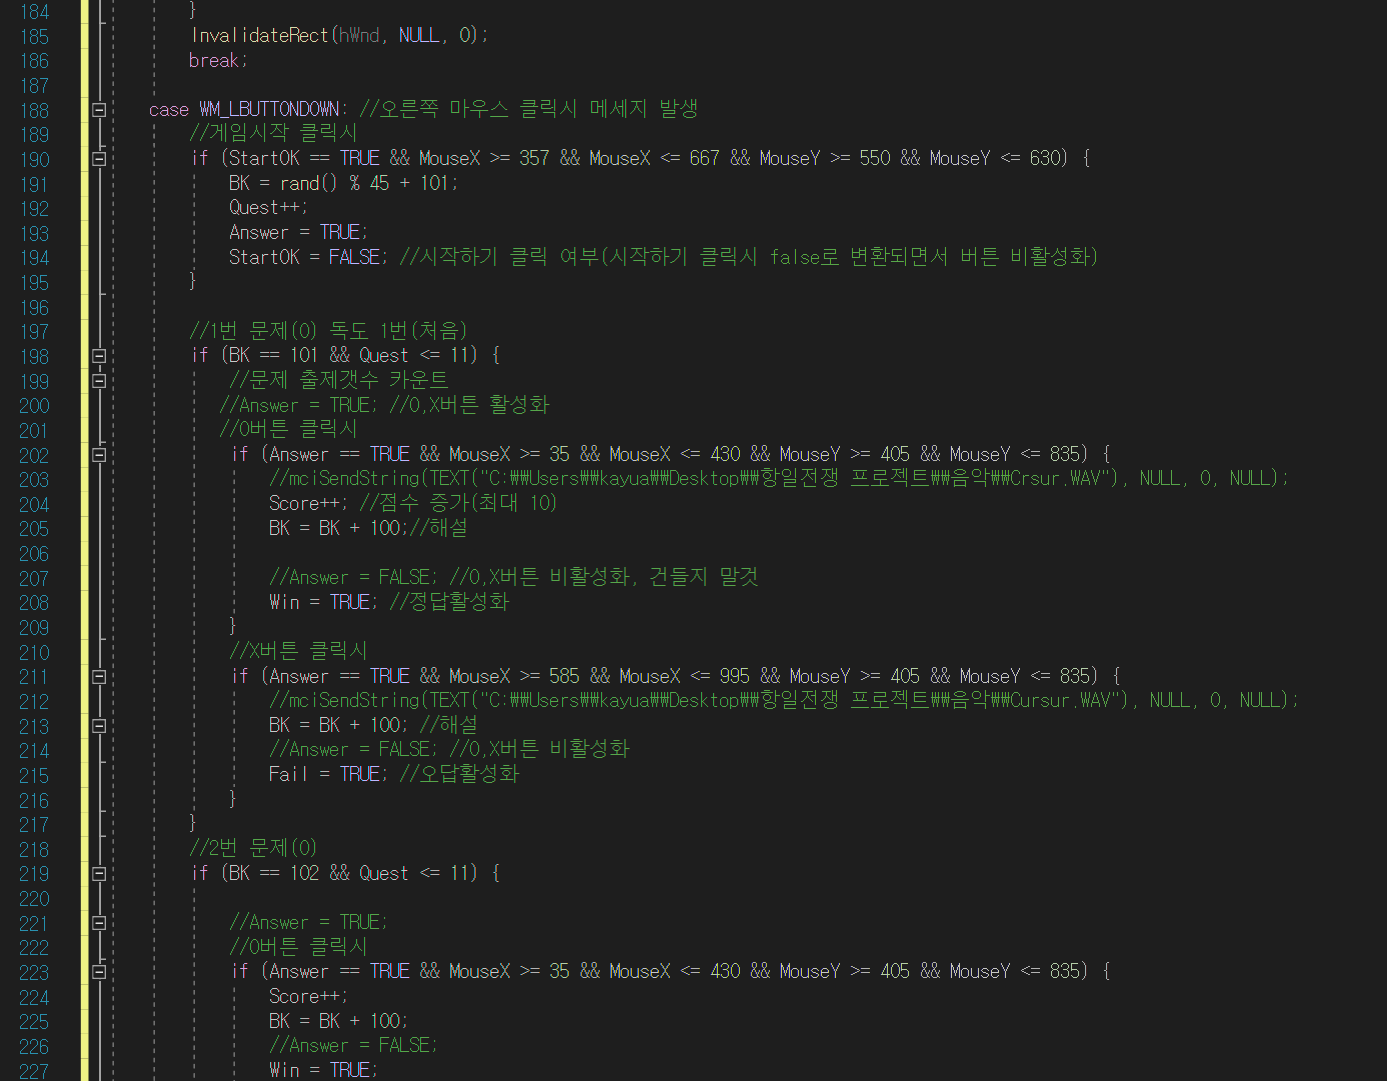 184 }
185 InvalidateRect(hWnd, NULL, 0);
186 break;
187
188 case WM_LBUTTONDOWN: //오른쪽 마우스 클릭시 메세지 발생
189 //게임시작 클릭시
190 if (StartOK == TRUE && MouseX >= 357 && MouseX <= 667 && MouseY >= 550 && MouseY <= 630) {
191 BK = rand() % 45 + 101;
192 Quest++;
193 Answer = TRUE;
194 StartOK = FALSE; //시작하기 클릭 여부(시작하기 클릭시 false로 변환되면서 버튼 비활성화)
195 }
196
197 //1번 문제(O) 독도 1번(처음)
198 if (BK == 101 && Quest <= 11) {
199 //문제 출제갯수 카운트
200 //Answer = TRUE; //O,X버튼 활성화
201 //O버튼 클릭시
202 if (Answer == TRUE && MouseX >= 35 && MouseX <= 430 && MouseY >= 405 && MouseY <= 835) {
203 //mciSendString(TEXT("C:₩₩Users₩₩kayua₩₩Desktop₩₩항일전쟁 프로젝트₩₩음악₩₩Crsur.WAV"), NULL, 0, NULL);
204 Score++; //점수 증가(최대 10)
205 BK = BK + 100;//해설
206
207 //Answer = FALSE; //O,X버튼 비활성화, 건들지 말것
208 Win = TRUE; //정답활성화
209 }
210 //X버튼 클릭시
211 if (Answer == TRUE && MouseX >= 585 && MouseX <= 995 && MouseY >= 405 && MouseY <= 835) {
212 //mciSendString(TEXT("C:₩₩Users₩₩kayua₩₩Desktop₩₩항일전쟁 프로젝트₩₩음악₩₩Cursur.WAV"), NULL, 0, NULL);
213 BK = BK + 100; //해설
214 //Answer = FALSE; //O,X버튼 비활성화
215 Fail = TRUE; //오답활성화
216 }
217 }
218 //2번 문제(O)
219 if (BK == 102 && Quest <= 11) {
220
221 //Answer = TRUE;
222 //O버튼 클릭시
223 if (Answer == TRUE && MouseX >= 35 && MouseX <= 430 && MouseY >= 405 && MouseY <= 835) {
224 Score++;
225 BK = BK + 100;
226 //Answer = FALSE;
227 Win = TRUE;